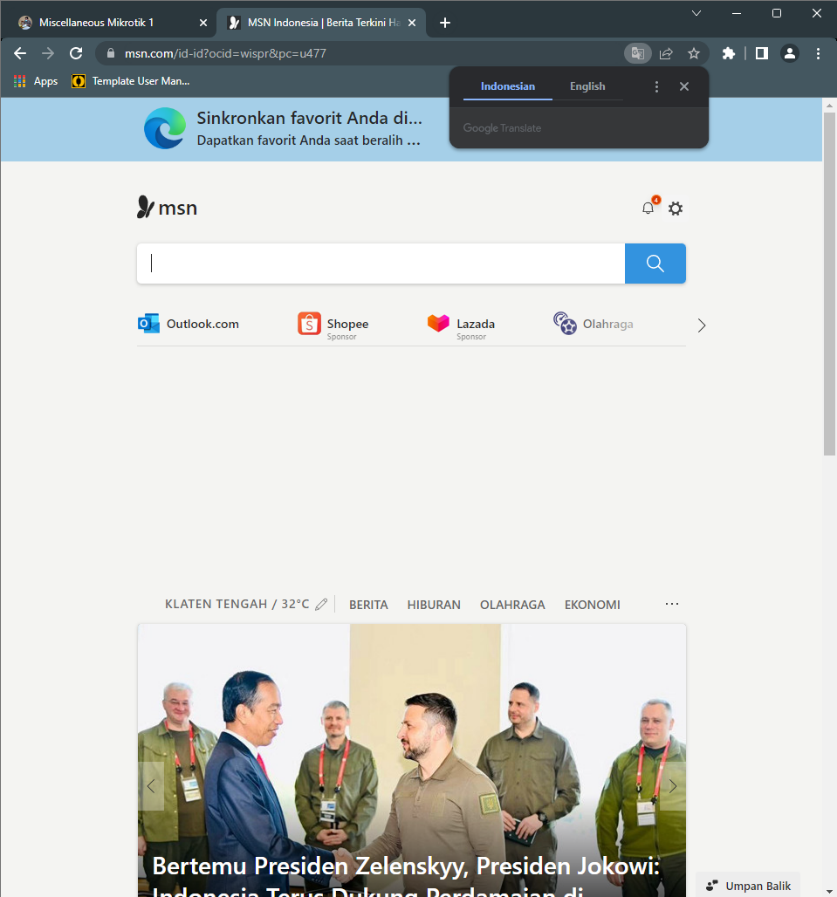 Miscellaneous Mikrotik 1
MSN Indonesia | Berita Terkini Ha
msn.com/id-id?ocid=wispr&pc=u477
Apps
Template User Man...
Indonesian
English
Google Translate
Sinkronkan favorit Anda di...
Dapatkan favorit Anda saat beralih ...
msn
4
Outlook.com
Shopee
Sponsor
Lazada
Sponsor
Olahraga
KLATEN TENGAH / 32°C
BERITA
HIBURAN
OLAHRAGA
EKONOMI
Bertemu Presiden Zelenskyy, Presiden Jokowi:
Indonesia Terus Dukung Perdamaian di
Umpan Balik